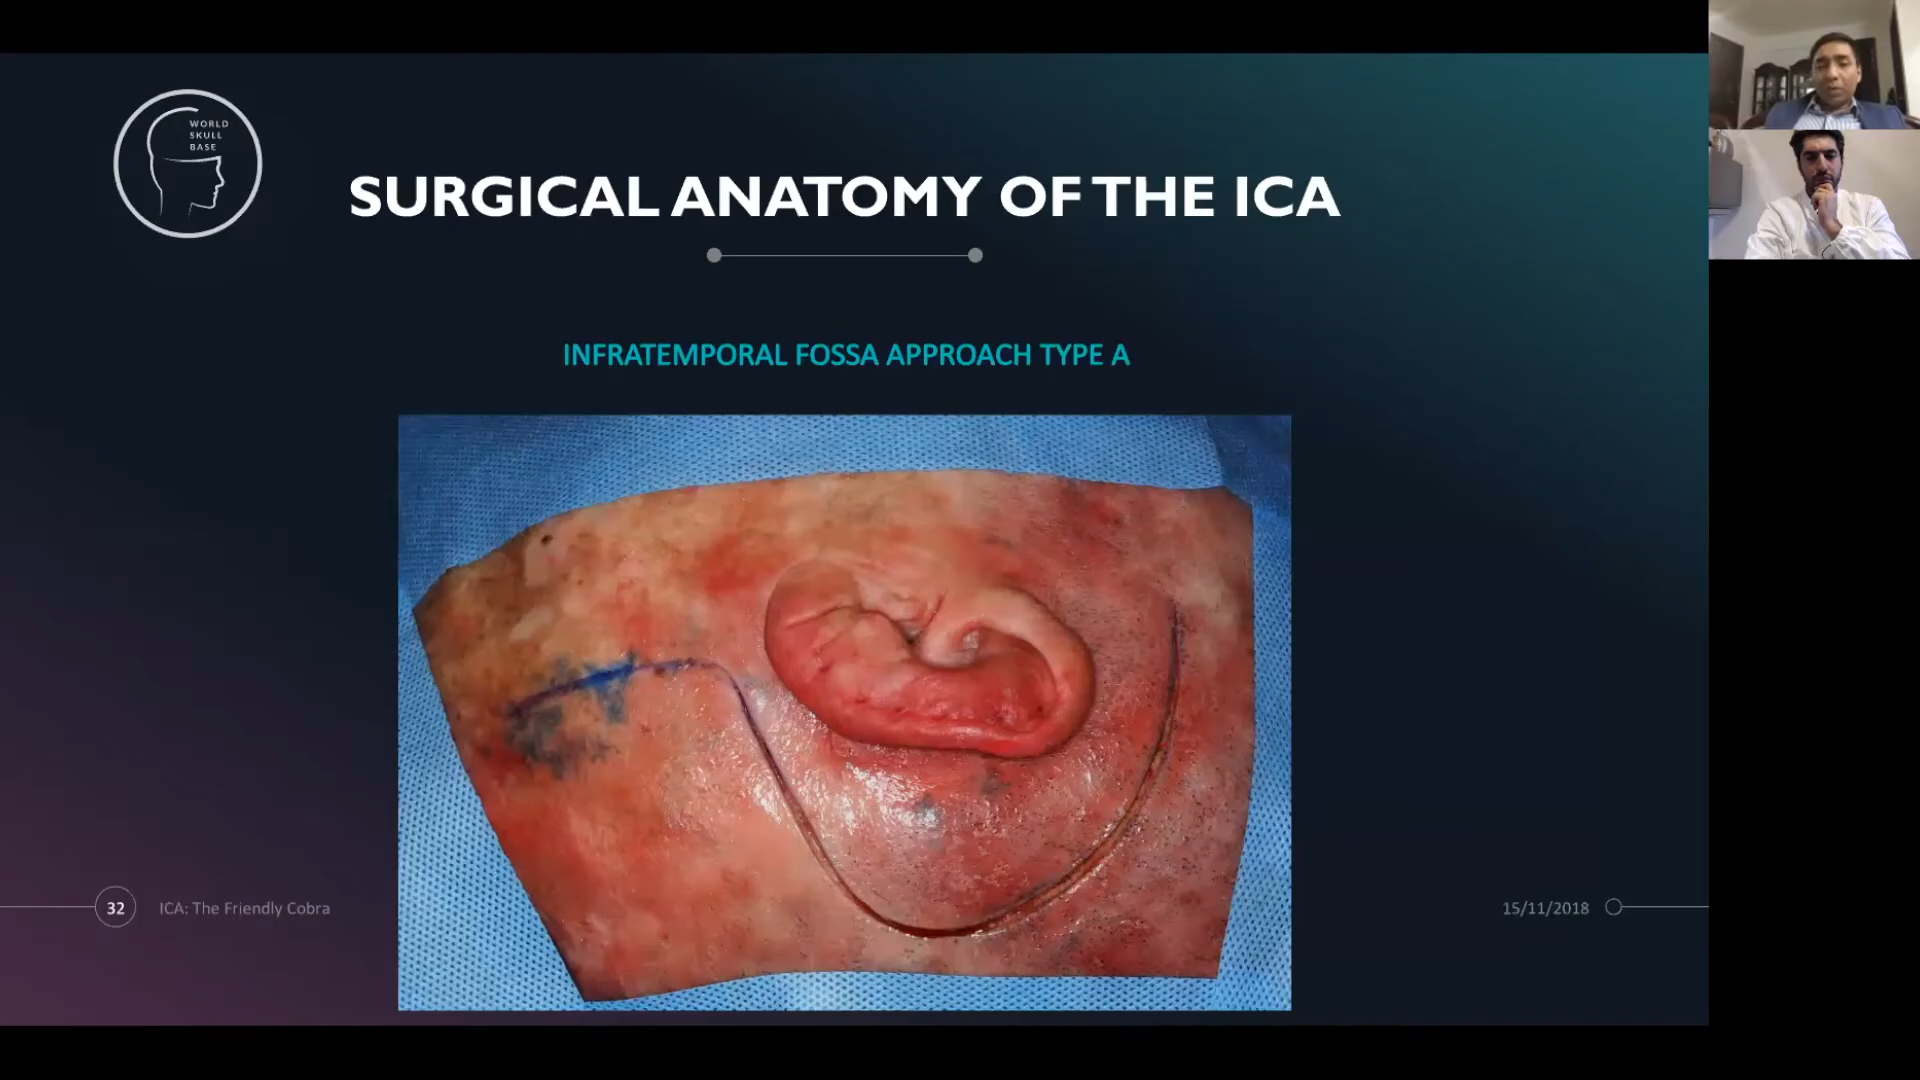 WORLD
SKULL
BASE
SURGICAL ANATOMY OF THE ICA
INFRATEMPORAL FOSSA APPROACH TYPE A
32
ICA: The Friendly Cobra
15/11/2018